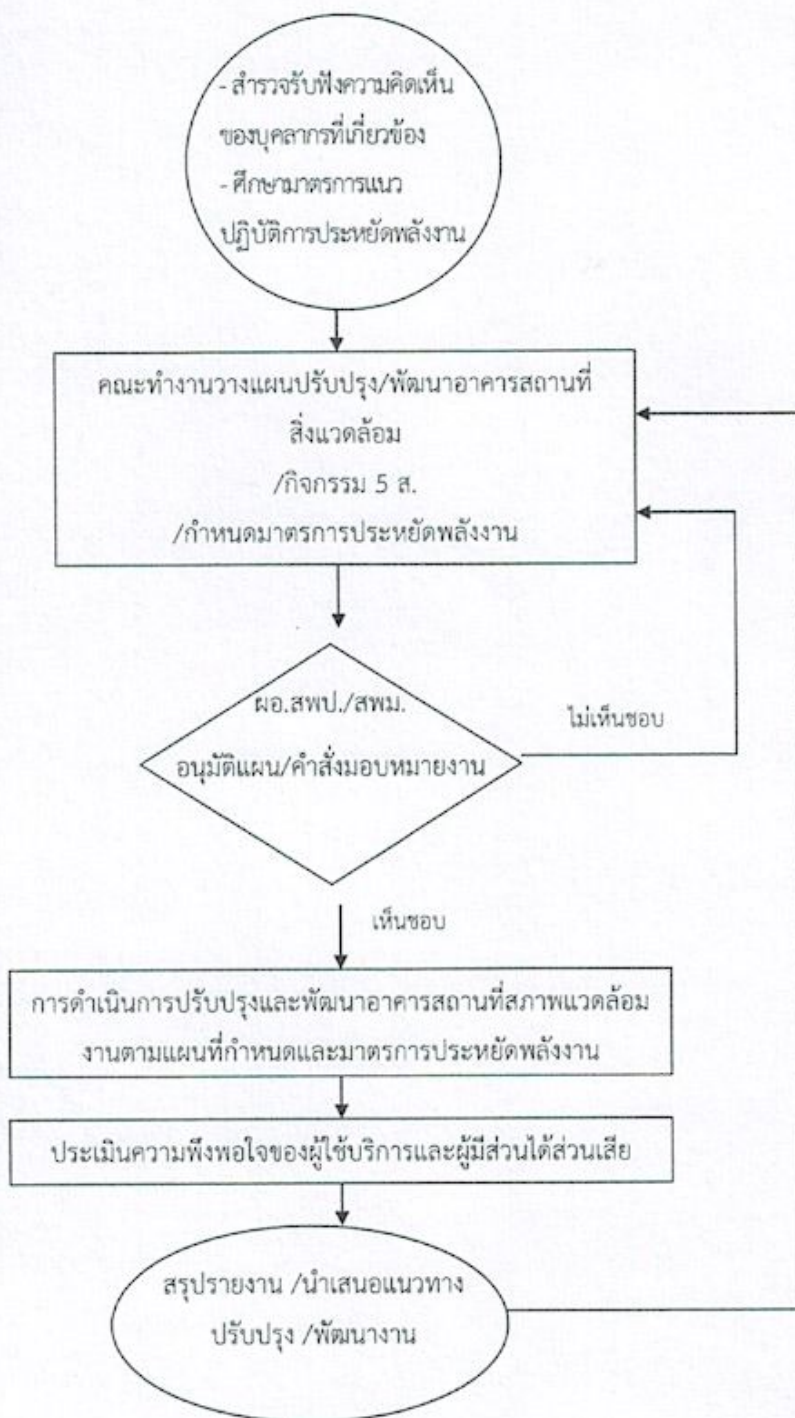 - สำรวจรับฟังความคิดเห็น
ของบุคลากรที่เกี่ยวข้อง
- ศึกษามาตรการแนว
ปฏิบัติการประหยัดพลังงาน
คณะทำงานวางแผนปรับปรุง/พัฒนาอาคารสถานที่
สิ่งแวดล้อม
/กิจกรรม 5 ส.
/กำหนดมาตรการประหยัดพลังงาน
ผอ.สพป./สพม.
อนุมัติแผน/คำสั่งมอบหมายงาน
ไม่เห็นชอบ
เห็นชอบ
การดำเนินการปรับปรุงและพัฒนาอาคารสถานที่สภาพแวดล้อม
งานตามแผนที่กำหนดและมาตรการประหยัดพลังงาน
ประเมินความพึงพอใจของผู้ใช้บริการและผู้มีส่วนได้ส่วนเสีย
สรุปรายงาน /นำเสนอแนวทาง
ปรับปรุง /พัฒนางาน